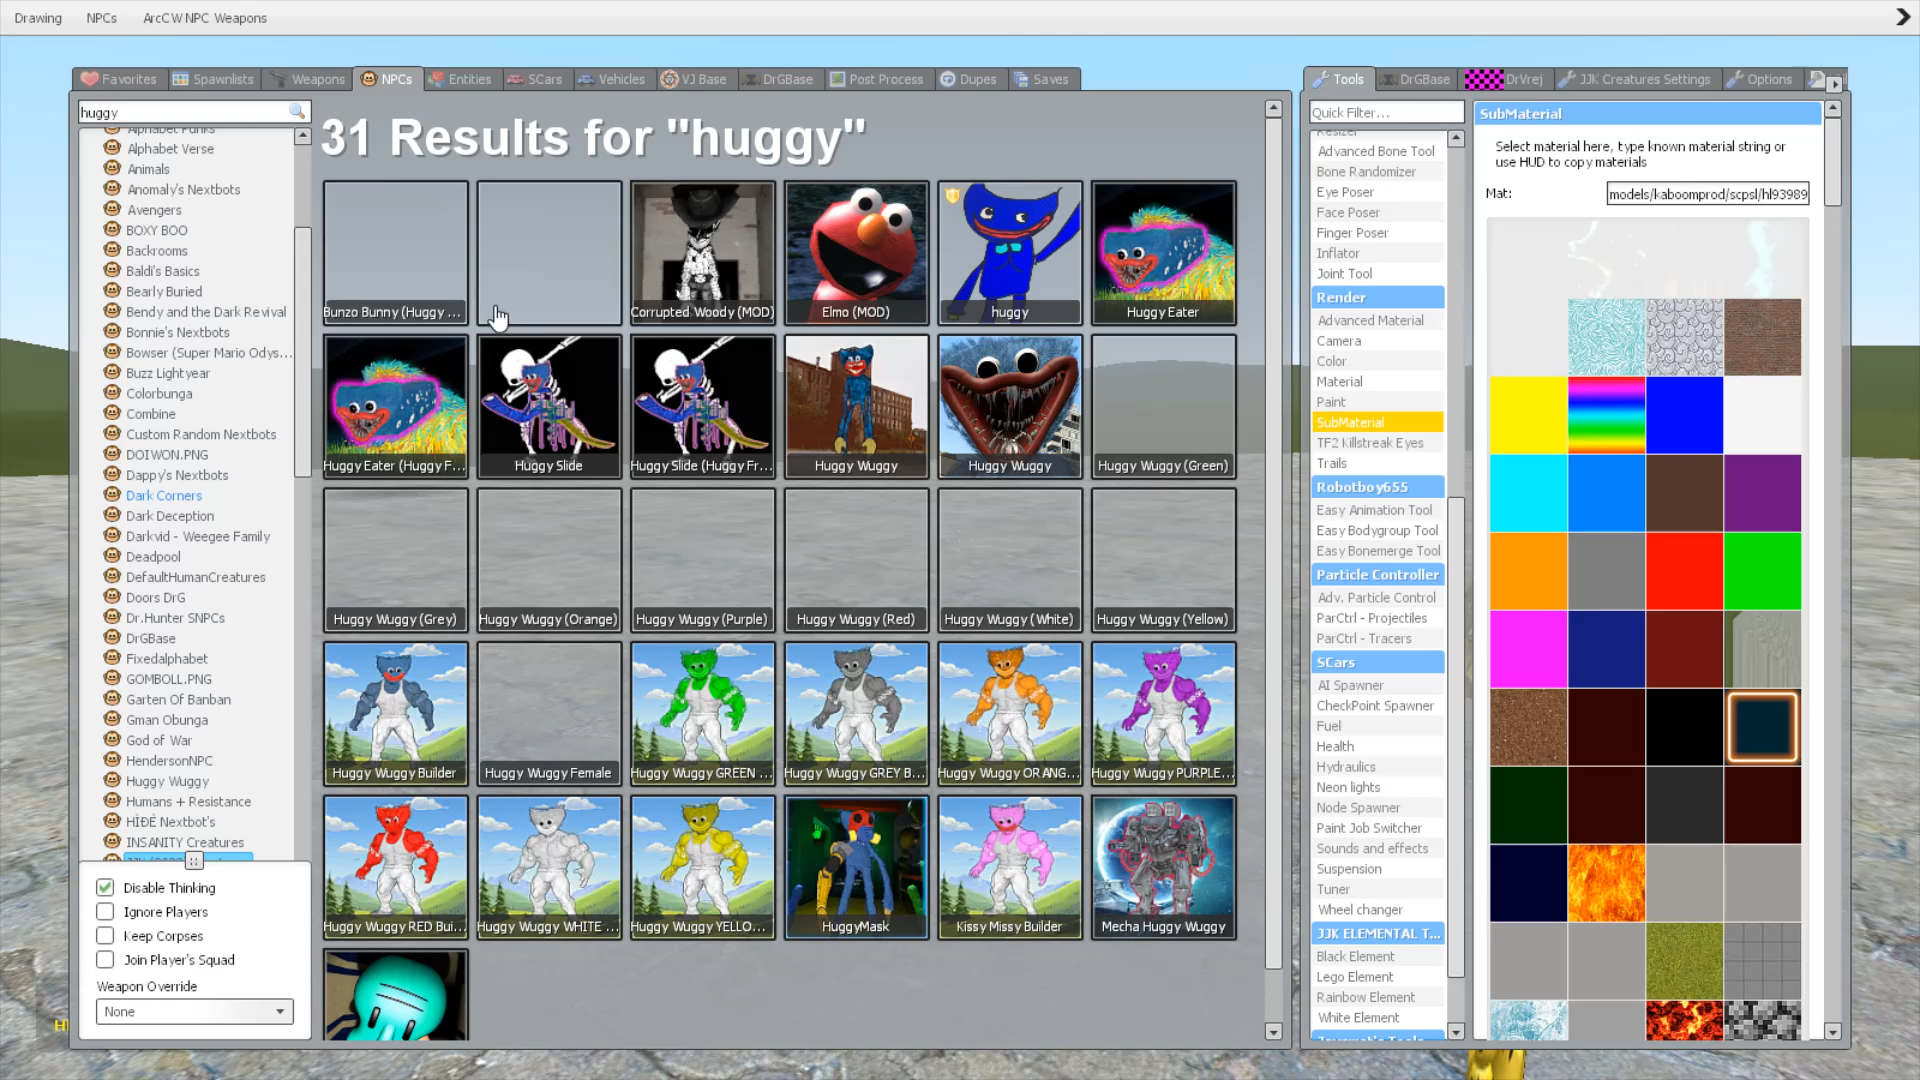 Drawing NPCs ArcCW NPC Weapons
Favorites Spawnlists Weapons NPCs Entities SCars Vehicles VJ Base DrGBase Post Process Dupes Saves
Tools DrGBase DrVrej JJK Creatures Settings Options
huggy
Alphabet Verse
Animals
Anomaly's Nextbots
Avengers
BOXY BOO
Backrooms
Baldi's Basics
Bearly Buried
Bendy and the Dark Revival
Bonnie's Nextbots
Bowser (Super Mario Odys...
Buzz Lightyear
Colorbunga
Combine
Custom Random Nextbots
DOIWON.PNG
Dappy's Nextbots
Dark Corners
Dark Deception
Darkvid - Weegee Family
Deadpool
DefaultHumanCreatures
Doors DrG
Dr.Hunter SNPCs
DrGBase
Fixedalphabet
GOMBOLL.PNG
Garten Of Banban
Gman Obunga
God of War
HendersonNPC
Huggy Wuggy
Humans + Resistance
HÍDÈ Nextbot's
INSANITY Creatures
Disable Thinking
Ignore Players
Keep Corpses
Join Player's Squad
Weapon Override
None
31 Results for "huggy"
Bunzo Bunny (Huggy ...
Corrupted Woody (MOD)
Elmo (MOD)
huggy
Huggy Eater
Huggy Eater (Huggy F...
Huggy Slide
Huggy Slide (Huggy Fr...
Huggy Wuggy
Huggy Wuggy
Huggy Wuggy (Green)
Huggy Wuggy (Grey)
Huggy Wuggy (Orange)
Huggy Wuggy (Purple)
Huggy Wuggy (Red)
Huggy Wuggy (White)
Huggy Wuggy (Yellow)
Huggy Wuggy Builder
Huggy Wuggy Female
Huggy Wuggy GREEN ...
Huggy Wuggy GREY B...
Huggy Wuggy ORANG...
Huggy Wuggy PURPLE...
Huggy Wuggy RED Bui...
Huggy Wuggy WHITE ...
Huggy Wuggy YELLO...
HuggyMask
Kissy Missy Builder
Mecha Huggy Wuggy
Quick Filter...
Resizer
Advanced Bone Tool
Bone Randomizer
Eye Poser
Face Poser
Finger Poser
Inflator
Joint Tool
Render
Advanced Material
Camera
Color
Material
Paint
SubMaterial
TF2 Killstreak Eyes
Trails
Robotboy655
Easy Animation Tool
Easy Bodygroup Tool
Easy Bonemerge Tool
Particle Controller
Adv. Particle Control
ParCtrl - Projectiles
ParCtrl - Tracers
SCars
AI Spawner
CheckPoint Spawner
Fuel
Health
Hydraulics
Neon lights
Node Spawner
Paint Job Switcher
Sounds and effects
Suspension
Tuner
Wheel changer
JJK ELEMENTAL T...
Black Element
Lego Element
Rainbow Element
White Element
SubMaterial
Select material here, type known material string or
use HUD to copy materials
Mat: models/kaboomprod/scpsl/hl93989